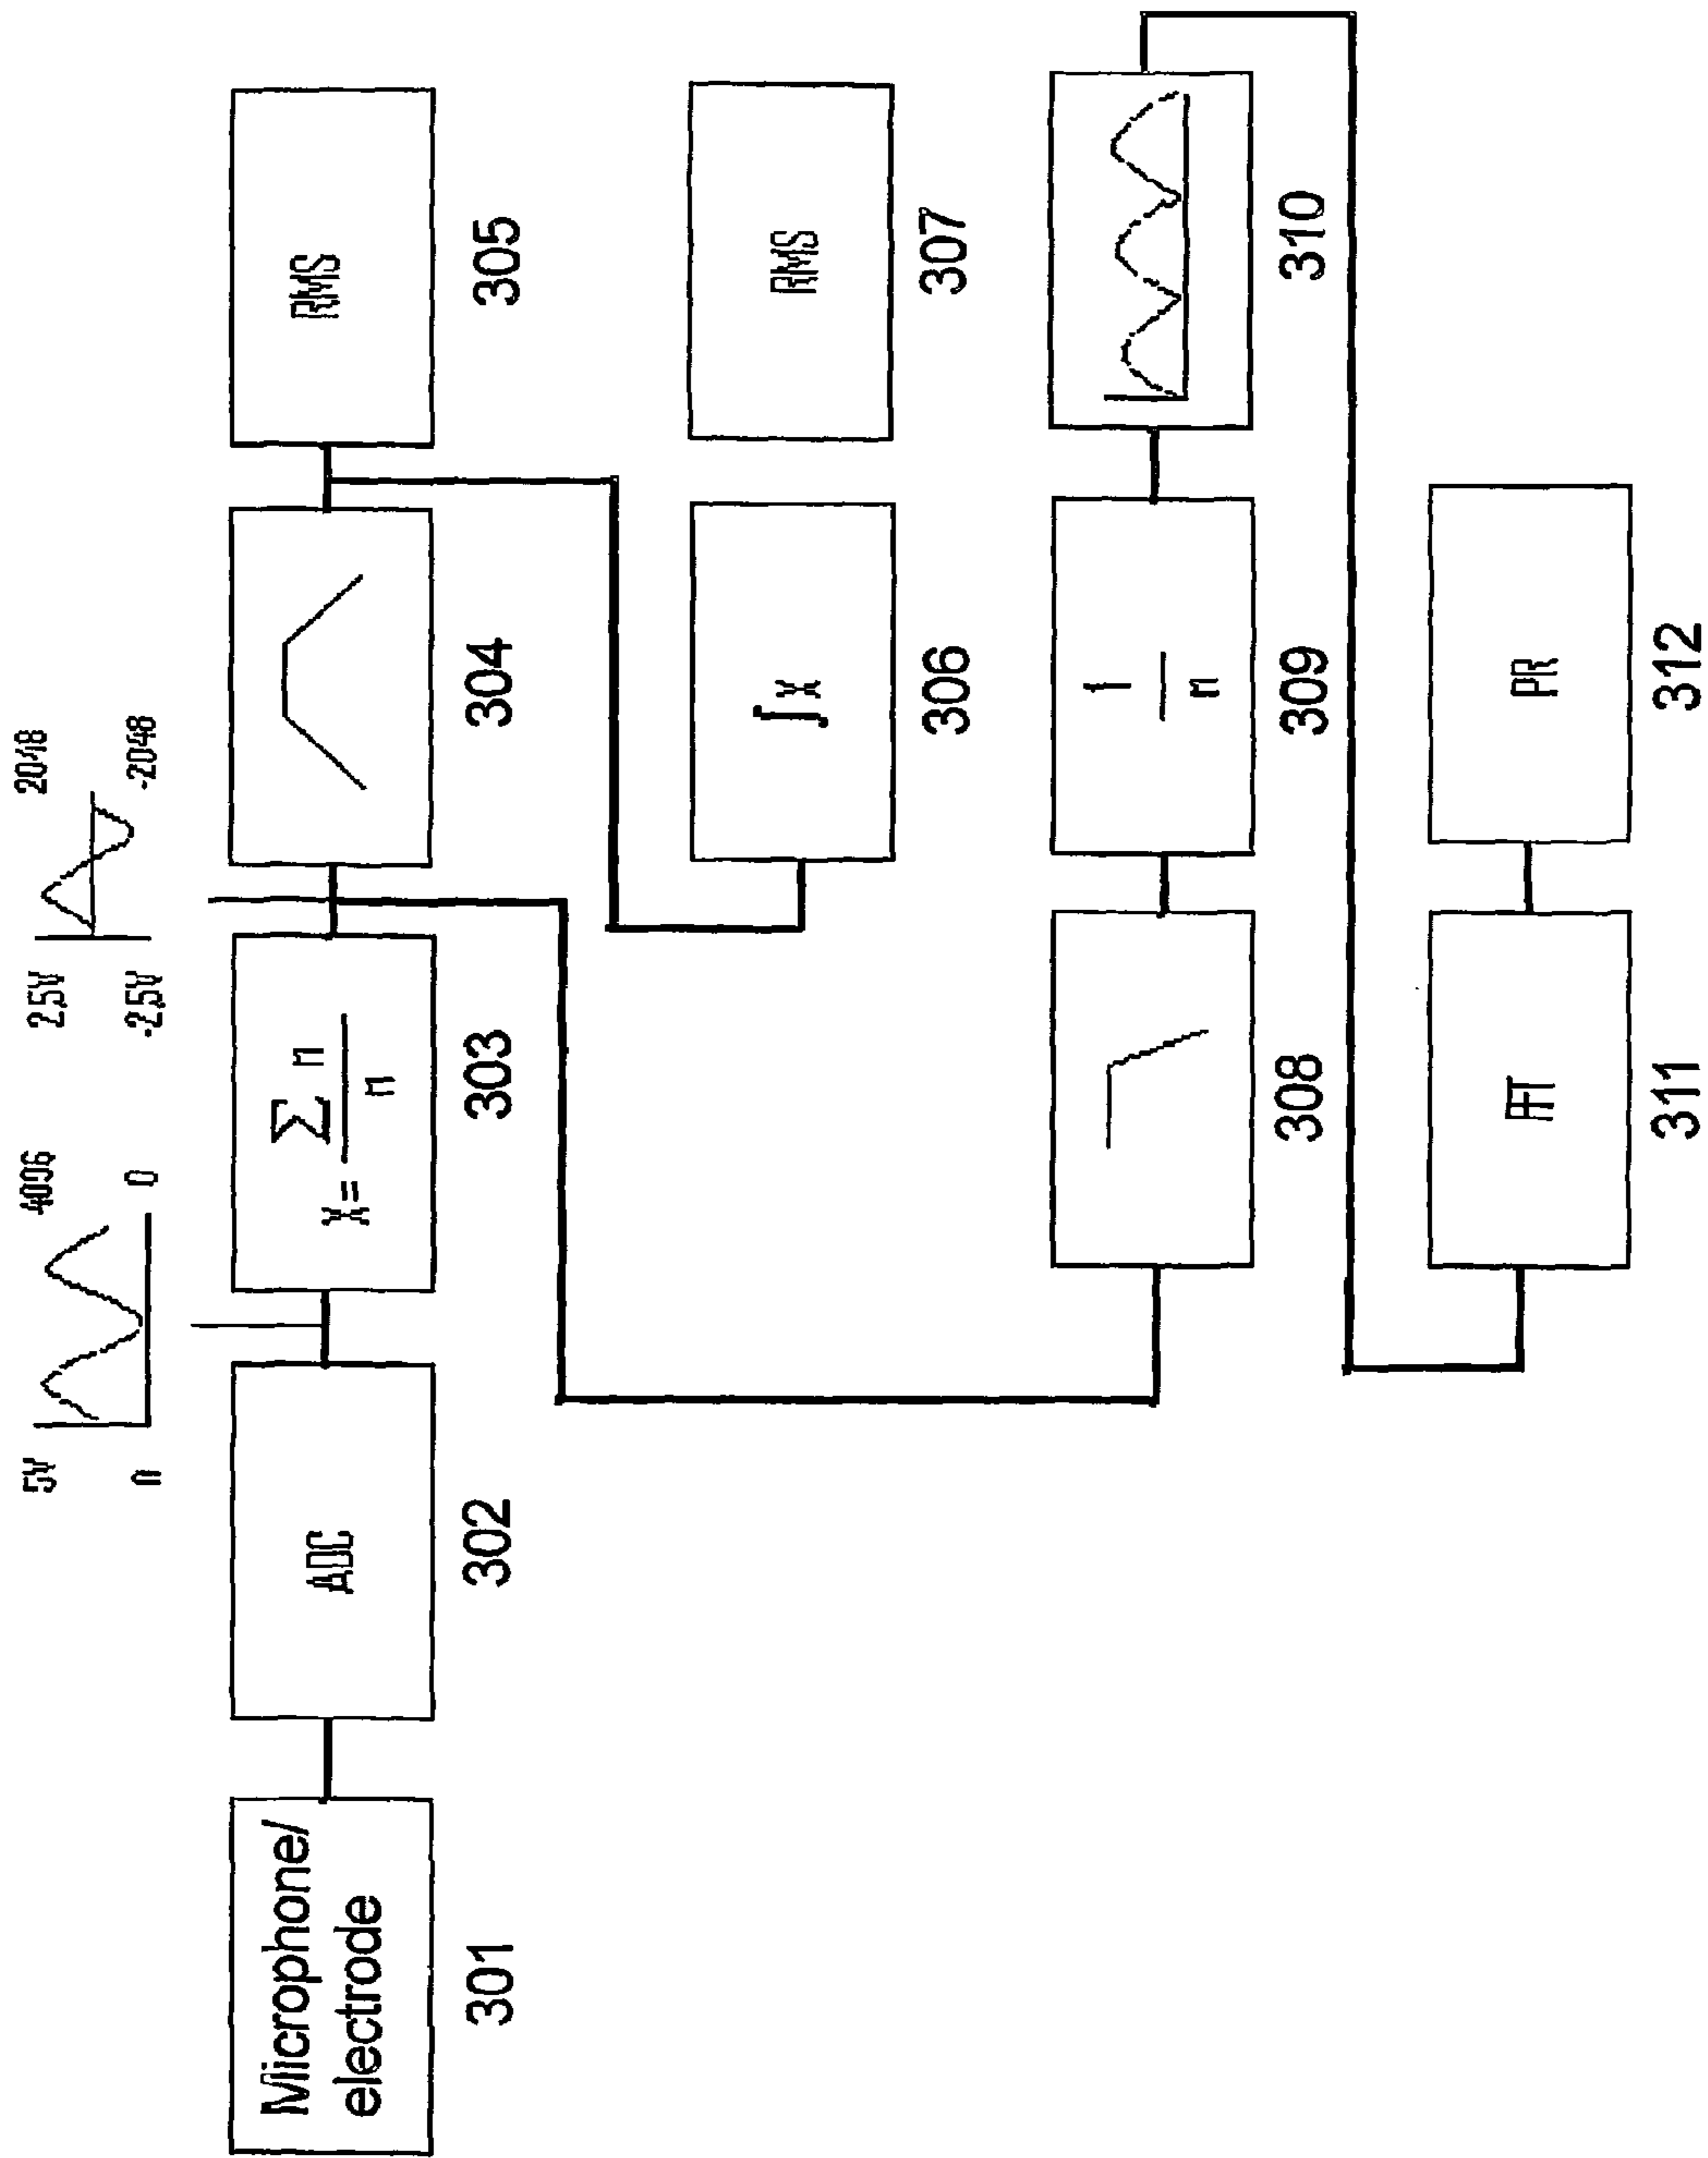 5V
4096
0
0
2.5V
2048
-2.5V
-2048
Microphone/
electrode
ADC
X = Σ n
n
RMS
301
302
303
304
305
∫x
RMS
306
307
1
n
308
309
310
FFT
PR
311
312